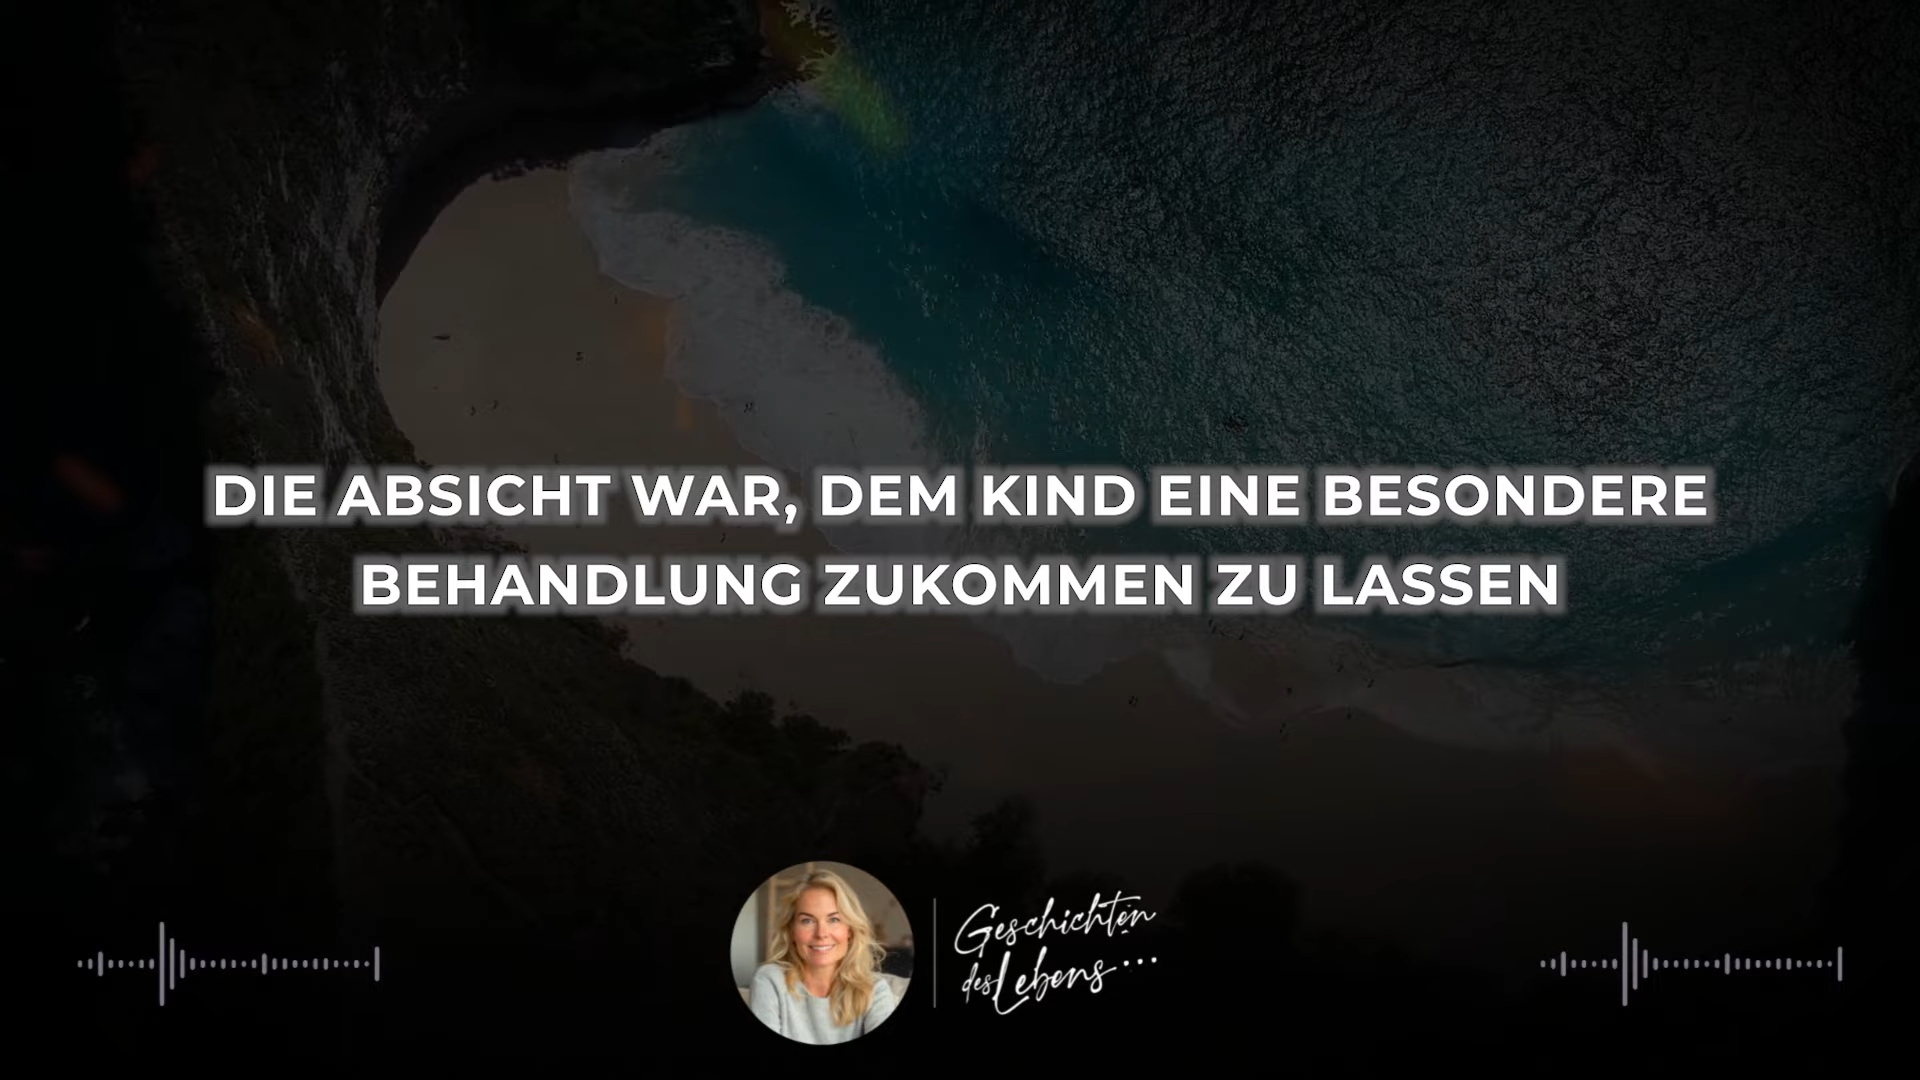 DIE ABSICHT WAR, DEM KIND EINE BESONDERE
BEHANDLUNG ZUKOMMEN ZU LASSEN
Geschichten
des Lebens...